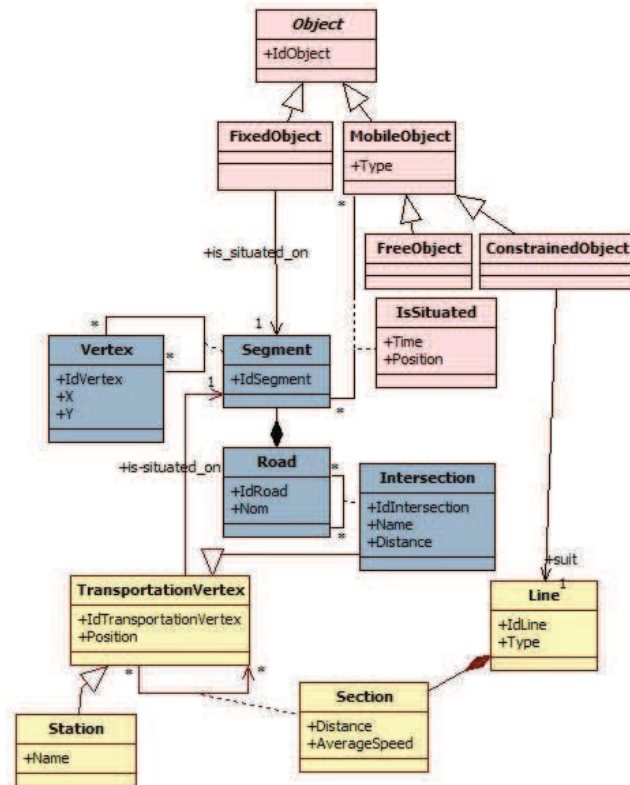 Object
+IdObject
FixedObject
MobileObject
+Type
*
FreeObject
ConstrainedObject
+is_situated_on
IsSituated
+Time
+Position
1
*
Vertex
+IdVertex
+X
+Y
*
Segment
+IdSegment
1
*
+is-situated_on
Road
+IdRoad
+Nom
*
*
Intersection
+IdIntersection
+Name
+Distance
+suit
1
TransportationVertex
+IdTransportationVertex
+Position
Line
+IdLine
+Type
*
*
Section
+Distance
+AverageSpeed
Station
+Name